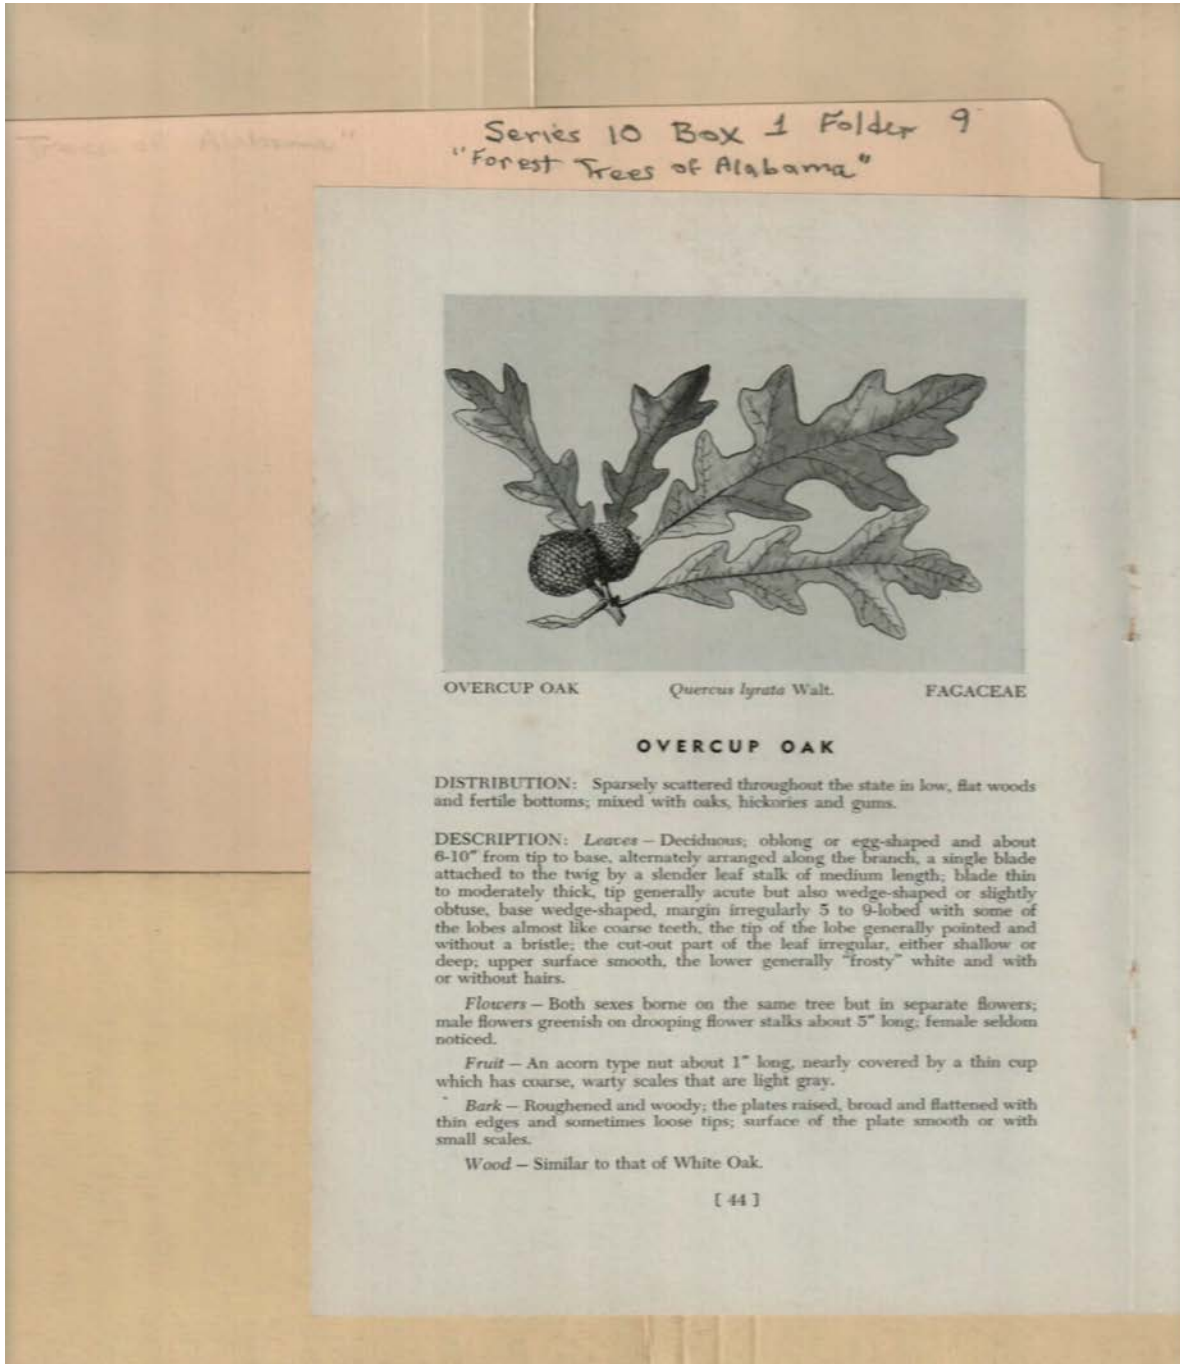 Trees of Alabama"
Series 10 Box 1 Folder 9
"Forest Trees of Alabama"
OVERCUP OAK Quercus lyrata Walt. FAGACEAE
OVERCUP OAK
DISTRIBUTION: Sparsely scattered throughout the state in low, flat woods
and fertile bottoms; mixed with oaks, hickories and gums.
DESCRIPTION: Leaves – Deciduous; oblong or egg-shaped and about
6-10" from tip to base, alternately arranged along the branch, a single blade
attached to the twig by a slender leaf stalk of medium length; blade thin
to moderately thick, tip generally acute but also wedge-shaped or slightly
obtuse, base wedge-shaped, margin irregularly 5 to 9-lobed with some of
the lobes almost like coarse teeth, the tip of the lobe generally pointed and
without a bristle; the cut-out part of the leaf irregular, either shallow or
deep; upper surface smooth, the lower generally "frosty" white and with
or without hairs.
Flowers – Both sexes borne on the same tree but in separate flowers;
male flowers greenish on drooping flower stalks about 5" long; female seldom
noticed.
Fruit – An acorn type nut about 1" long, nearly covered by a thin cup
which has coarse, warty scales that are light gray.
Bark – Roughened and woody; the plates raised, broad and flattened with
thin edges and sometimes loose tips; surface of the plate smooth or with
small scales.
Wood – Similar to that of White Oak.
[ 44 ]